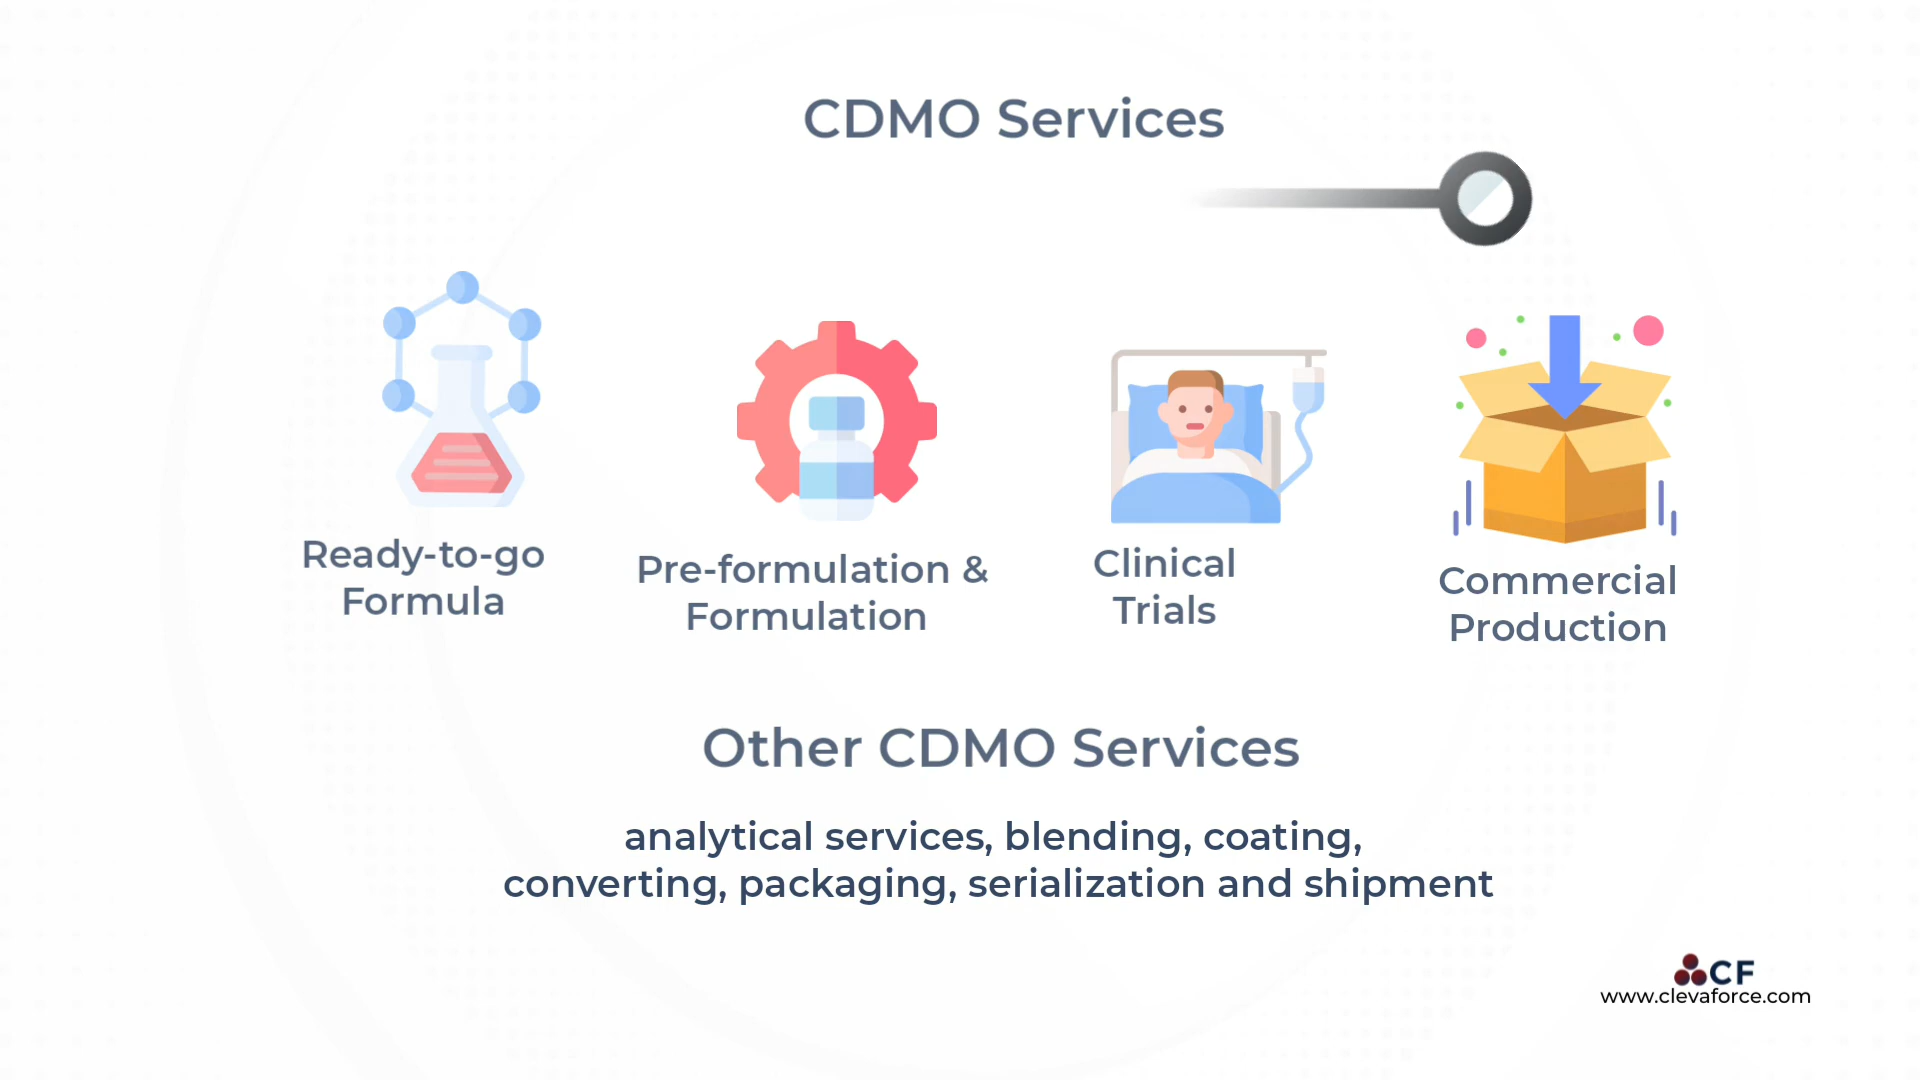 CDMO Services
Ready-to-go
Formula
Pre-formulation &
Formulation
Clinical
Trials
Commercial
Production
Other CDMO Services
analytical services, blending, coating,
converting, packaging, serialization and shipment
CF
www.clevaforce.com